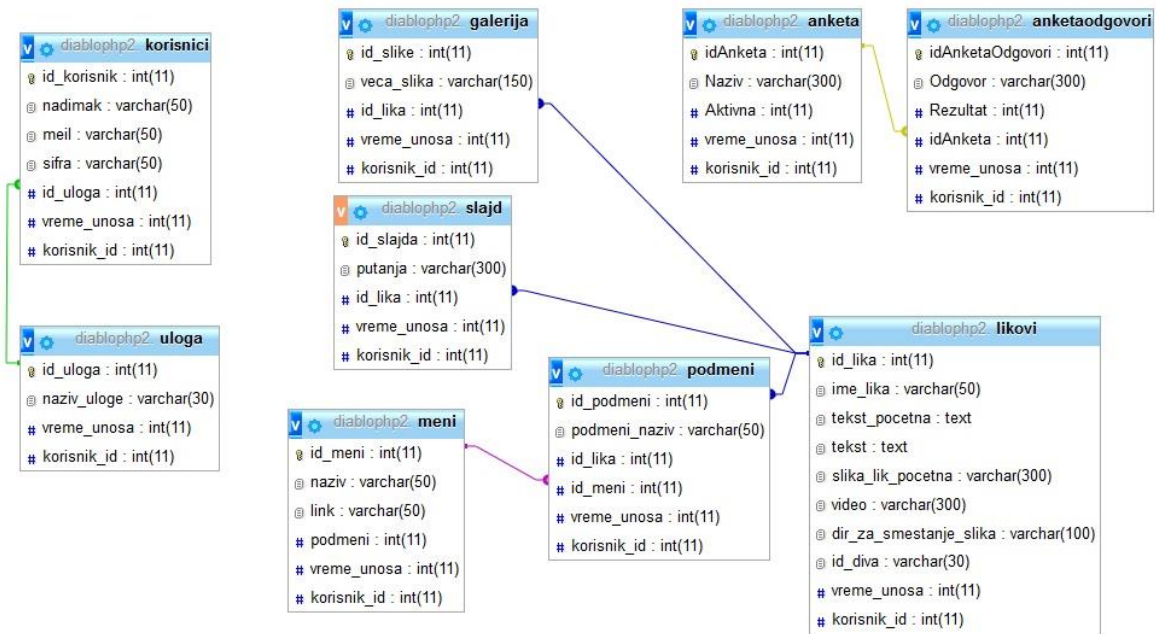 diablophp2 korisnici
id_korisnik : int(11)
nadimak : varchar(50)
meil : varchar(50)
sifra : varchar(50)
id_uloga : int(11)
vreme_unosa : int(11)
korisnik_id : int(11)
diablophp2 uloga
id_uloga : int(11)
naziv_uloge : varchar(30)
vreme_unosa : int(11)
korisnik_id : int(11)
diablophp2 galerija
id_slike : int(11)
veca_slika : varchar(150)
id_lika : int(11)
vreme_unosa : int(11)
korisnik_id : int(11)
diablophp2 slajd
id_slajda : int(11)
putanja : varchar(300)
id_lika : int(11)
vreme_unosa : int(11)
korisnik_id : int(11)
diablophp2 meni
id_meni : int(11)
naziv : varchar(50)
link : varchar(50)
podmeni : int(11)
vreme_unosa : int(11)
korisnik_id : int(11)
diablophp2 podmeni
id_podmeni : int(11)
podmeni_naziv : varchar(50)
id_lika : int(11)
id_meni : int(11)
vreme_unosa : int(11)
korisnik_id : int(11)
diablophp2 anketa
idAnketa : int(11)
Naziv : varchar(300)
Aktivna : int(11)
vreme_unosa : int(11)
korisnik_id : int(11)
diablophp2 anketaodgovori
idAnketaOdgovori : int(11)
Odgovor : varchar(300)
Rezultat : int(11)
idAnketa : int(11)
vreme_unosa : int(11)
korisnik_id : int(11)
diablophp2 likovi
id_lika : int(11)
ime_lika : varchar(50)
tekst_pocetna : text
tekst : text
slika_lik_pocetna : varchar(300)
video : varchar(300)
dir_za_smestanje_slika : varchar(100)
id_diva : varchar(30)
vreme_unosa : int(11)
korisnik_id : int(11)